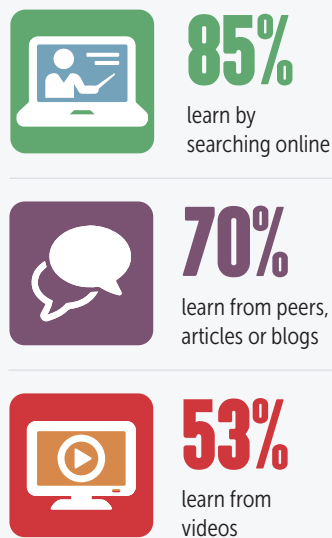 85%
learn by
searching online
70%
learn from peers,
articles or blogs
53%
learn from
videos